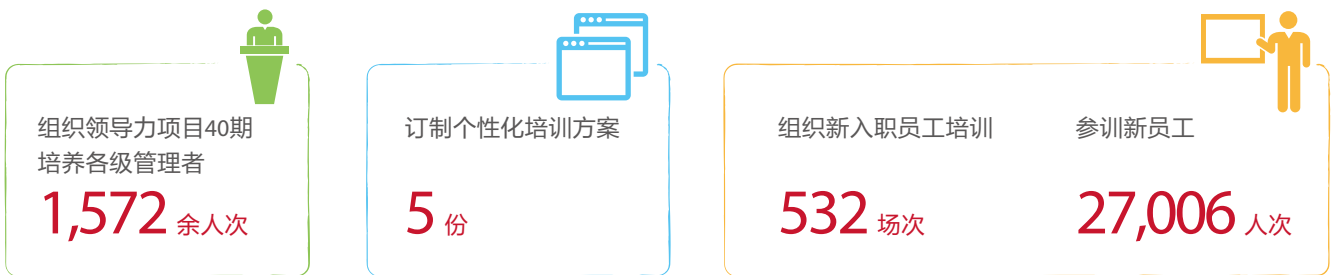 组织领导力项目40期
培养各级管理者
1,572 余人次
订制个性化培训方案
5 份
组织新入职员工培训
532 场次
参训新员工
27,006 人次